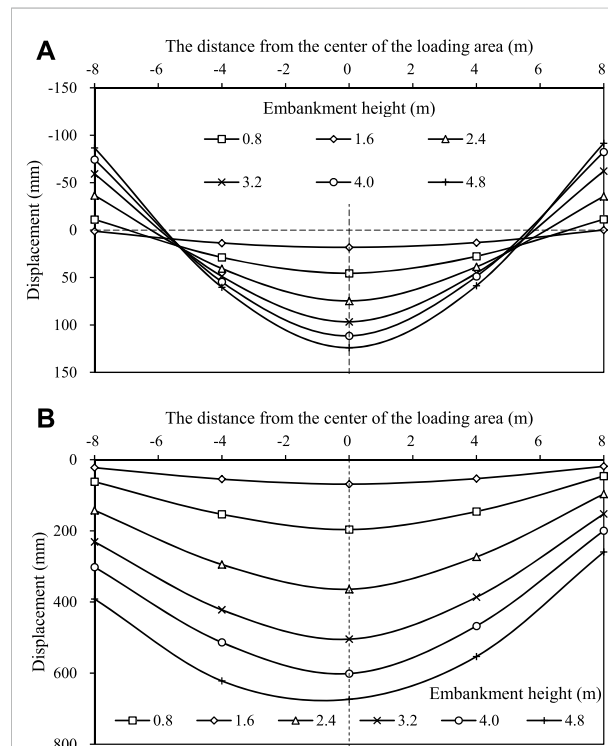 A
The distance from the center of the loading area (m)
-8 -6 -4 -2 0 2 4 6 8
-150
Embankment height (m)
-100
0.8 1.6 2.4
-50
3.2 4.0 4.8
0
50
100
150
Displacement (mm)
B
The distance from the center of the loading area (m)
-8 -6 -4 -2 0 2 4 6 8
0
200
400
600
800
Displacement (mm)
Embankment height (m)
0.8 1.6 2.4 3.2 4.0 4.8